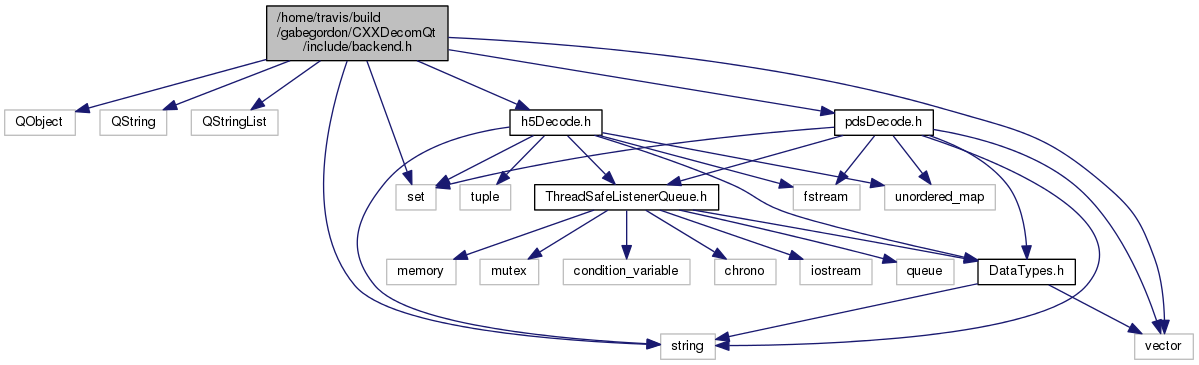 /home/travis/build
/gabegordon/CXXDecomQt
/include/backend.h
QObject
QString
QStringList
h5Decode.h
pdsDecode.h
set
tuple
ThreadSafeListenerQueue.h
fstream
unordered_map
memory
mutex
condition_variable
chrono
iostream
queue
DataTypes.h
string
vector